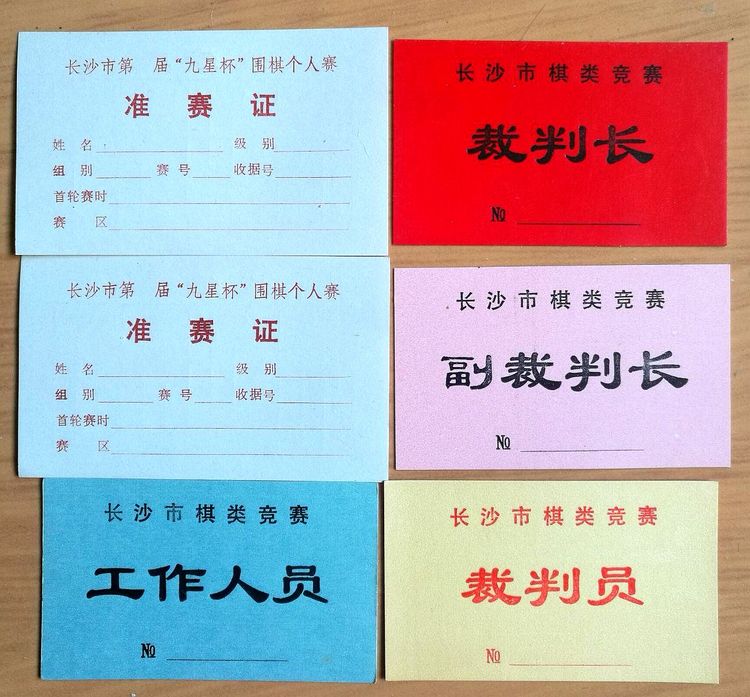 长沙市第 届“九星杯”围棋个人赛
准赛证
姓名 级别
组别 赛号 收据号
首轮赛时
赛区
长沙市棋类竞赛
裁判长
№
长沙市第 届“九星杯”围棋个人赛
准赛证
姓名 级别
组别 赛号 收据号
首轮赛时
赛区
长沙市棋类竞赛
副裁判长
№
长沙市棋类竞赛
工作人员
№
长沙市棋类竞赛
裁判员
№